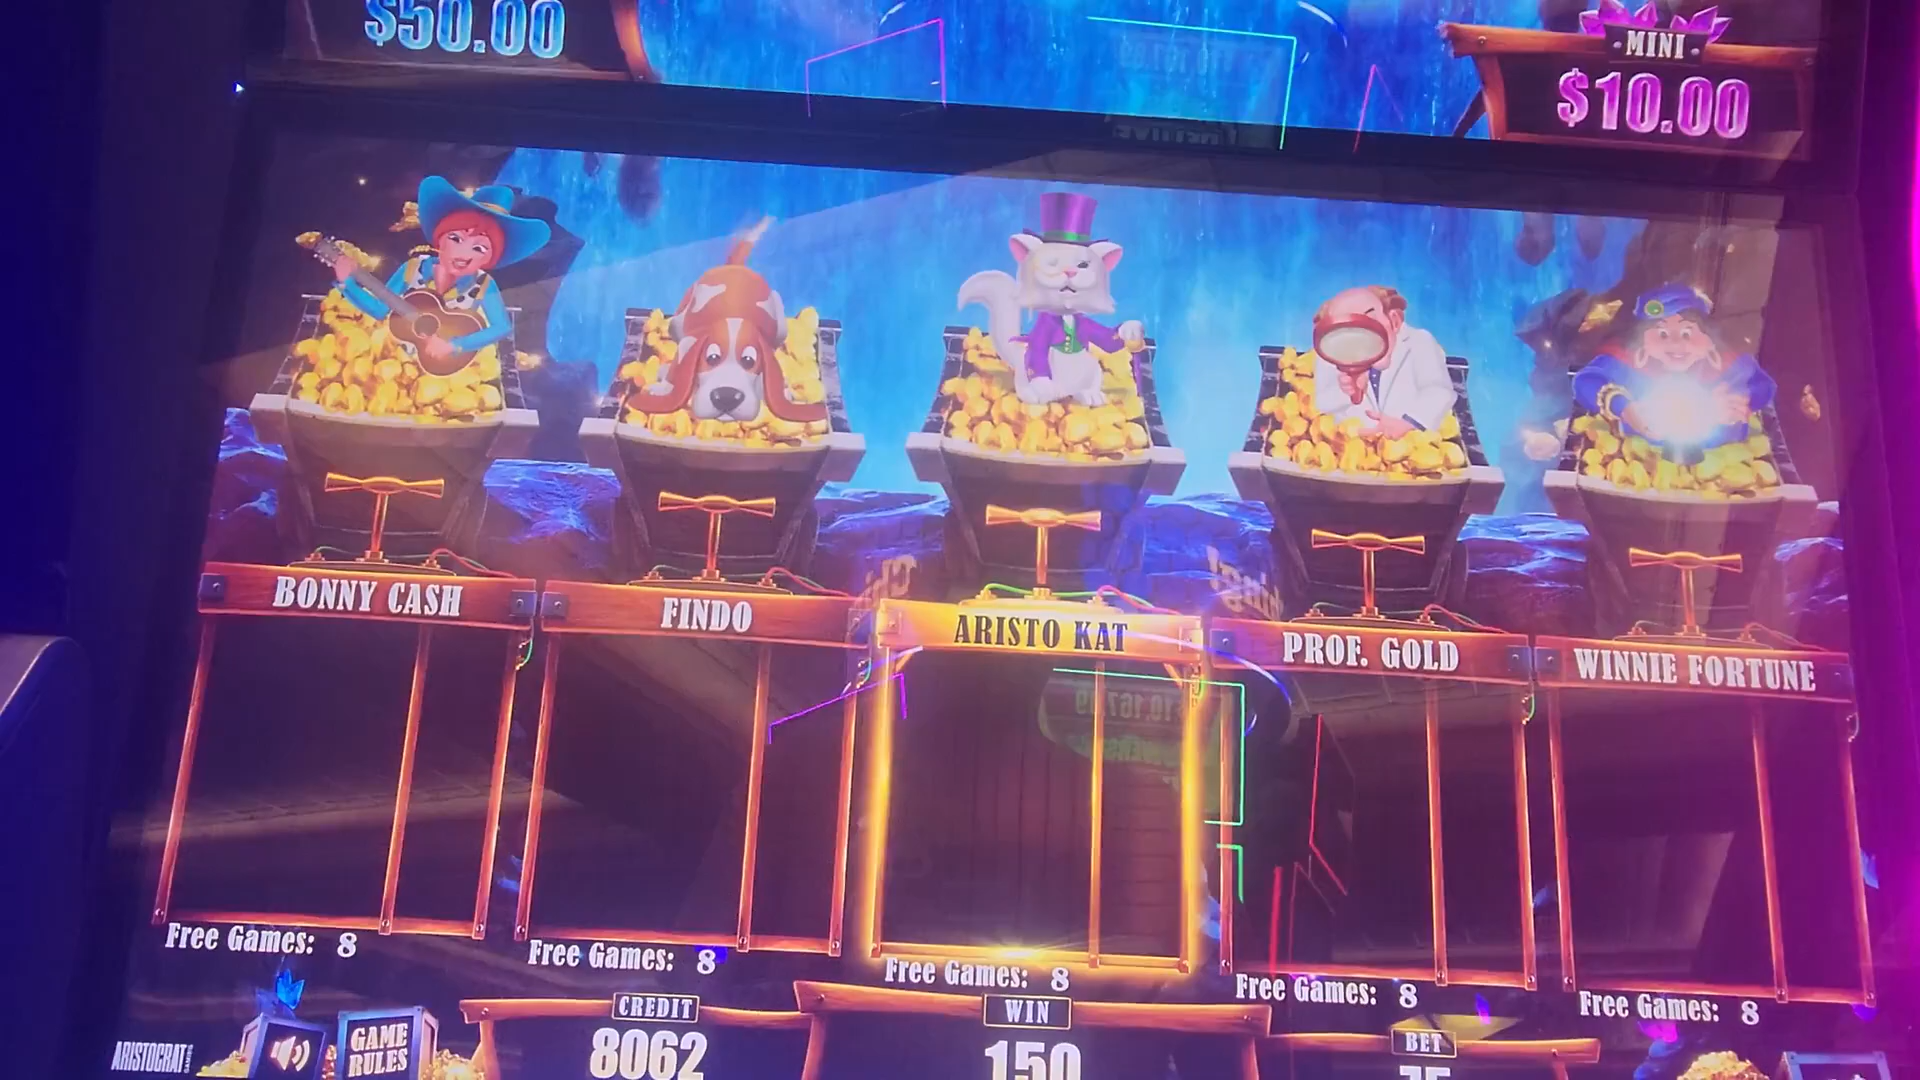 $50.00
MINI
$10.00
BONNY CASH
FINDO
ARISTO KAT
PROF. GOLD
WINNIE FORTUNE
Free Games: 8
Free Games: 8
Free Games: 8
Free Games: 8
Free Games: 8
CREDIT
8062
WIN
150
BET
75
ARISTOCRAT
GAME
RULES